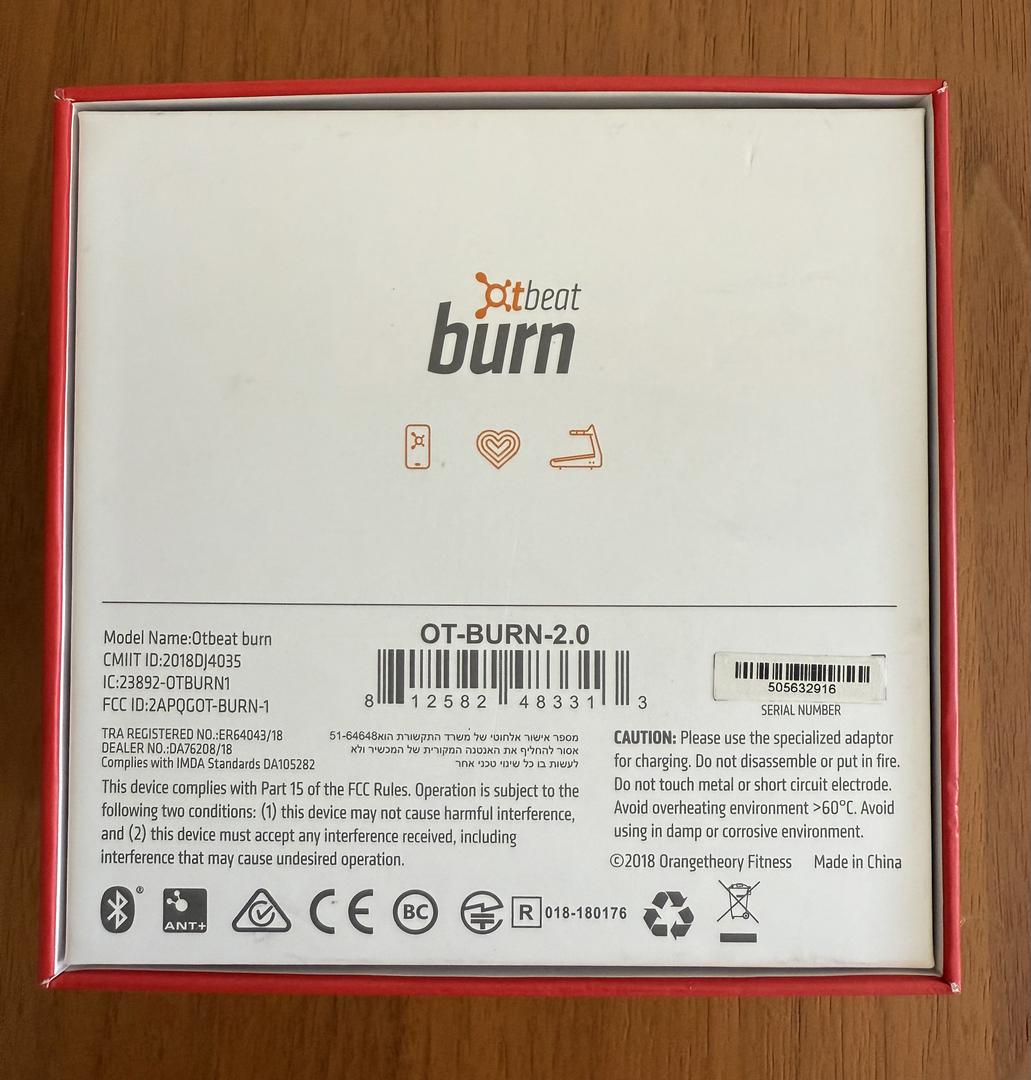 otbeat
burn
OT-BURN-2.0
Model Name:Otbeat burn
CMIIT ID:2018DJ4035
IC:23892-OTBURN1
FCC ID:2APQGOT-BURN-1
8 12582 48331 3
505632916
SERIAL NUMBER
TRA REGISTERED NO.:ER64043/18
DEALER NO.:DA76208/18
Complies with IMDA Standards DA105282
מספר אישור אלחוטי של משרד התקשורת הוא51-64648
אסור להחליף את האנטנה המקורית של המכשיר ולא
לעשות בו כל שינוי טכני אחר
This device complies with Part 15 of the FCC Rules. Operation is subject to the
following two conditions: (1) this device may not cause harmful interference,
and (2) this device must accept any interference received, including
interference that may cause undesired operation.
CAUTION: Please use the specialized adaptor
for charging. Do not disassemble or put in fire.
Do not touch metal or short circuit electrode.
Avoid overheating environment >60°C. Avoid
using in damp or corrosive environment.
©2018 Orangetheory Fitness Made in China
® ANT+ CE BC R 018-180176